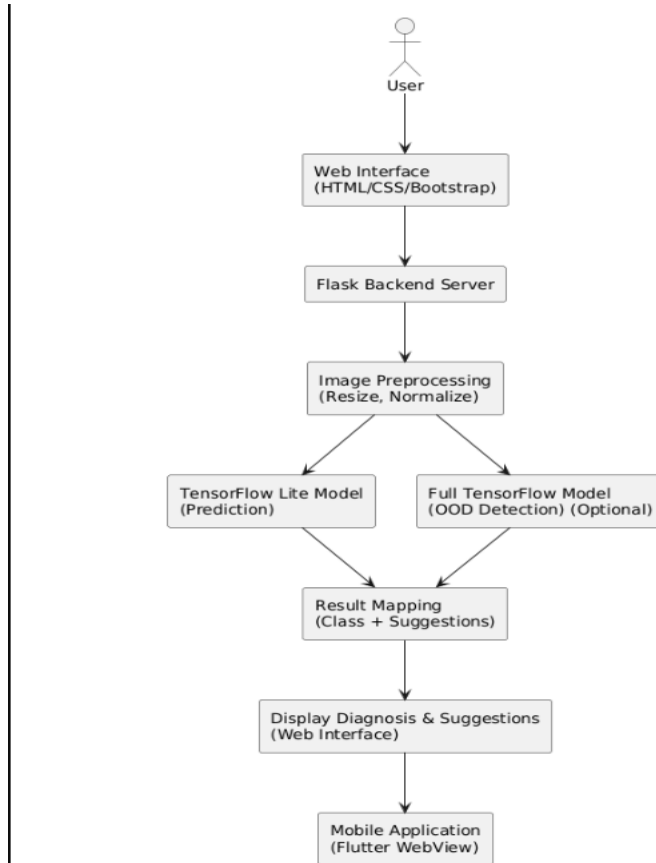 User
Web Interface
(HTML/CSS/Bootstrap)
Flask Backend Server
Image Preprocessing
(Resize, Normalize)
TensorFlow Lite Model
(Prediction)
Full TensorFlow Model
(OOD Detection) (Optional)
Result Mapping
(Class + Suggestions)
Display Diagnosis & Suggestions
(Web Interface)
Mobile Application
(Flutter WebView)